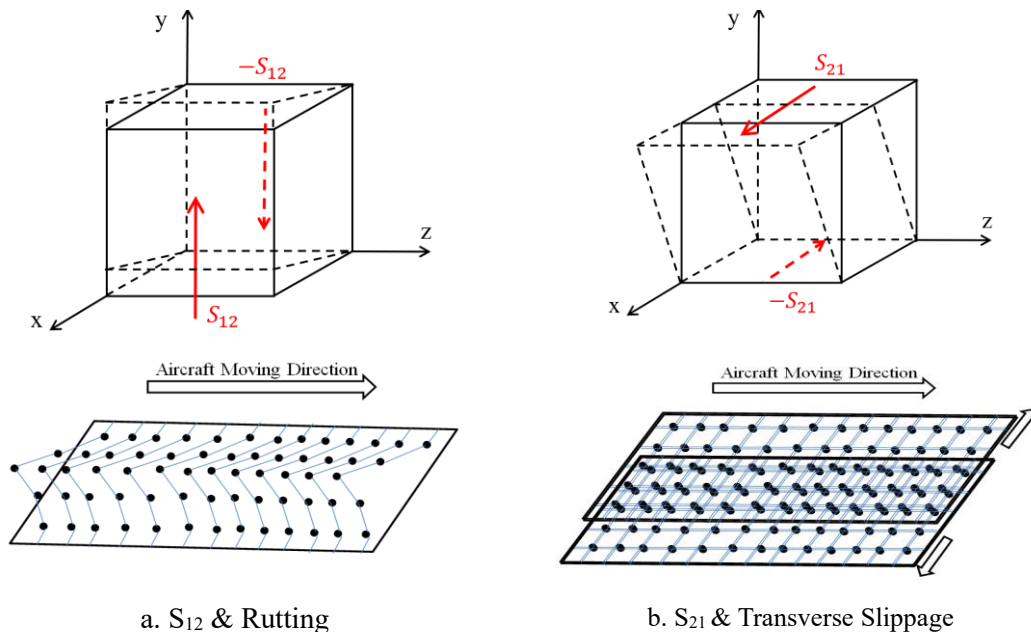 y
−S₁₂
z
x
S₁₂
Aircraft Moving Direction
a. S₁₂ & Rutting
y
S₂₁
z
x
−S₂₁
Aircraft Moving Direction
b. S₂₁ & Transverse Slippage